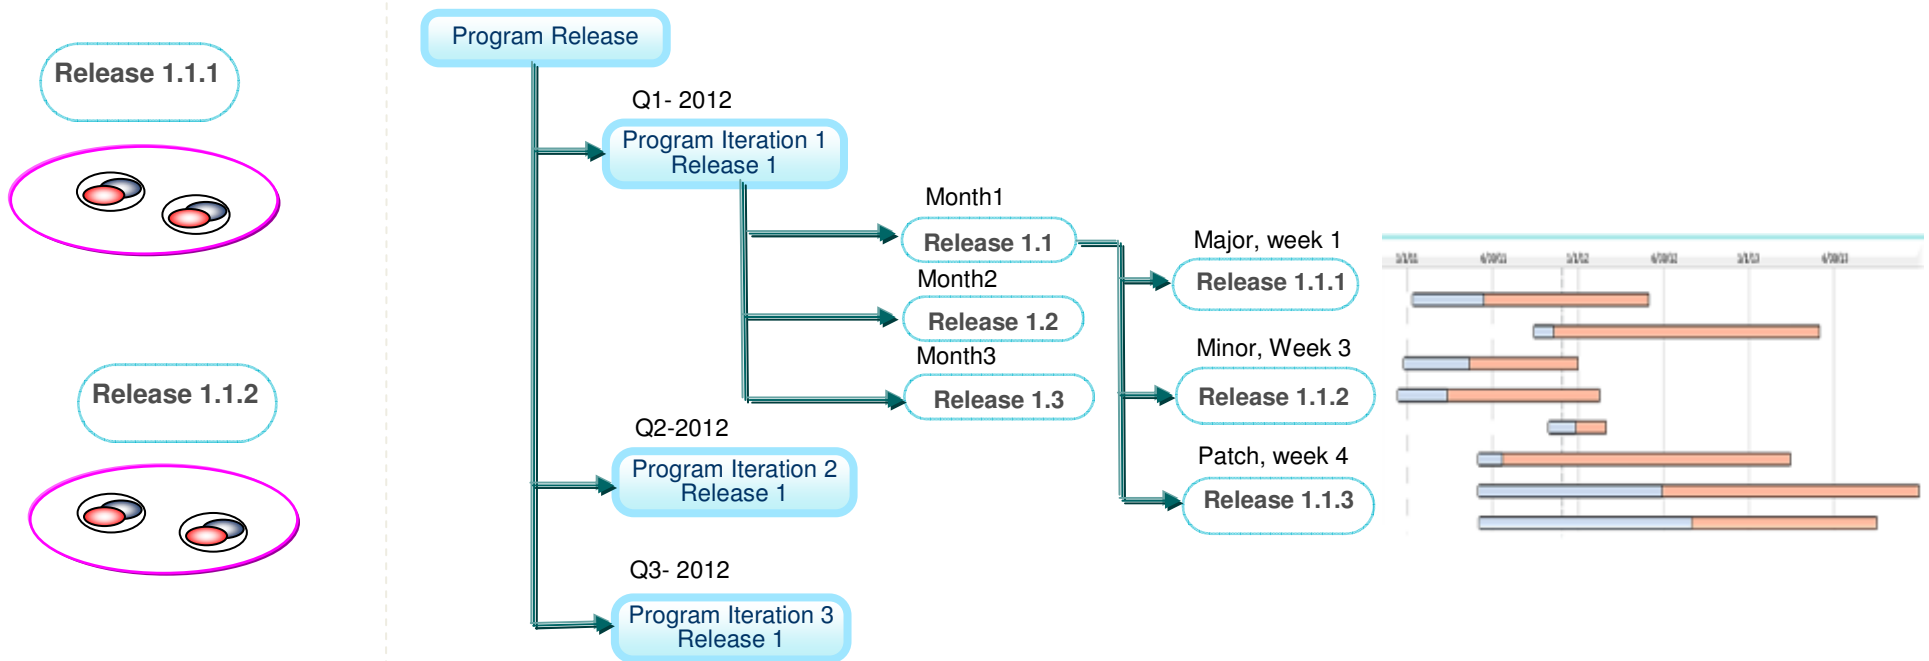 Release 1.1.1
Release 1.1.2
Program Release
Q1- 2012
Program Iteration 1
Release 1
Month1
Release 1.1
Month2
Release 1.2
Month3
Release 1.3
Major, week 1
Release 1.1.1
Minor, Week 3
Release 1.1.2
Patch, week 4
Release 1.1.3
Q2-2012
Program Iteration 2
Release 1
Q3- 2012
Program Iteration 3
Release 1